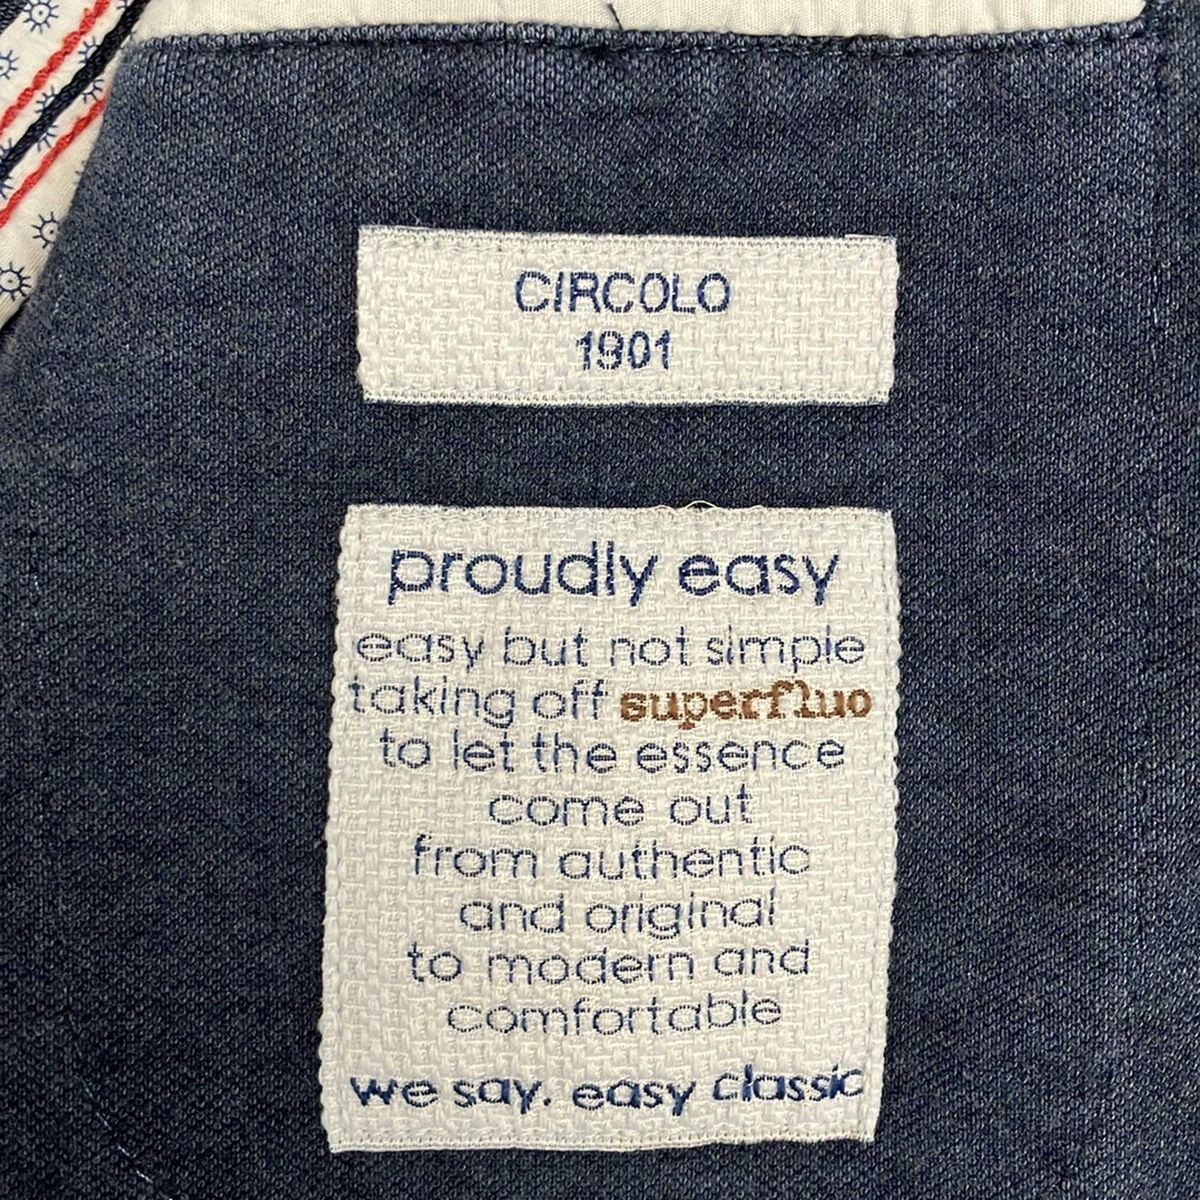 CIRCOLO
1901
proudly easy
easy but not simple
taking off superfluo
to let the essence
come out
from authentic
and original
to modern and
comfortable
we say. easy classic